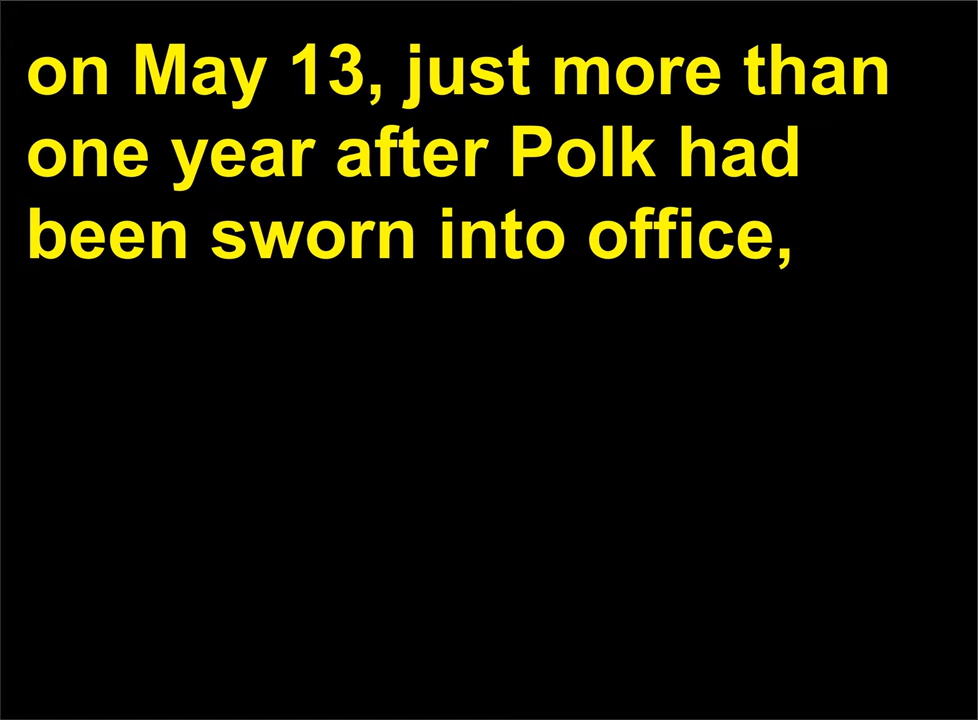 on May 13, just more than
one year after Polk had
been sworn into office,